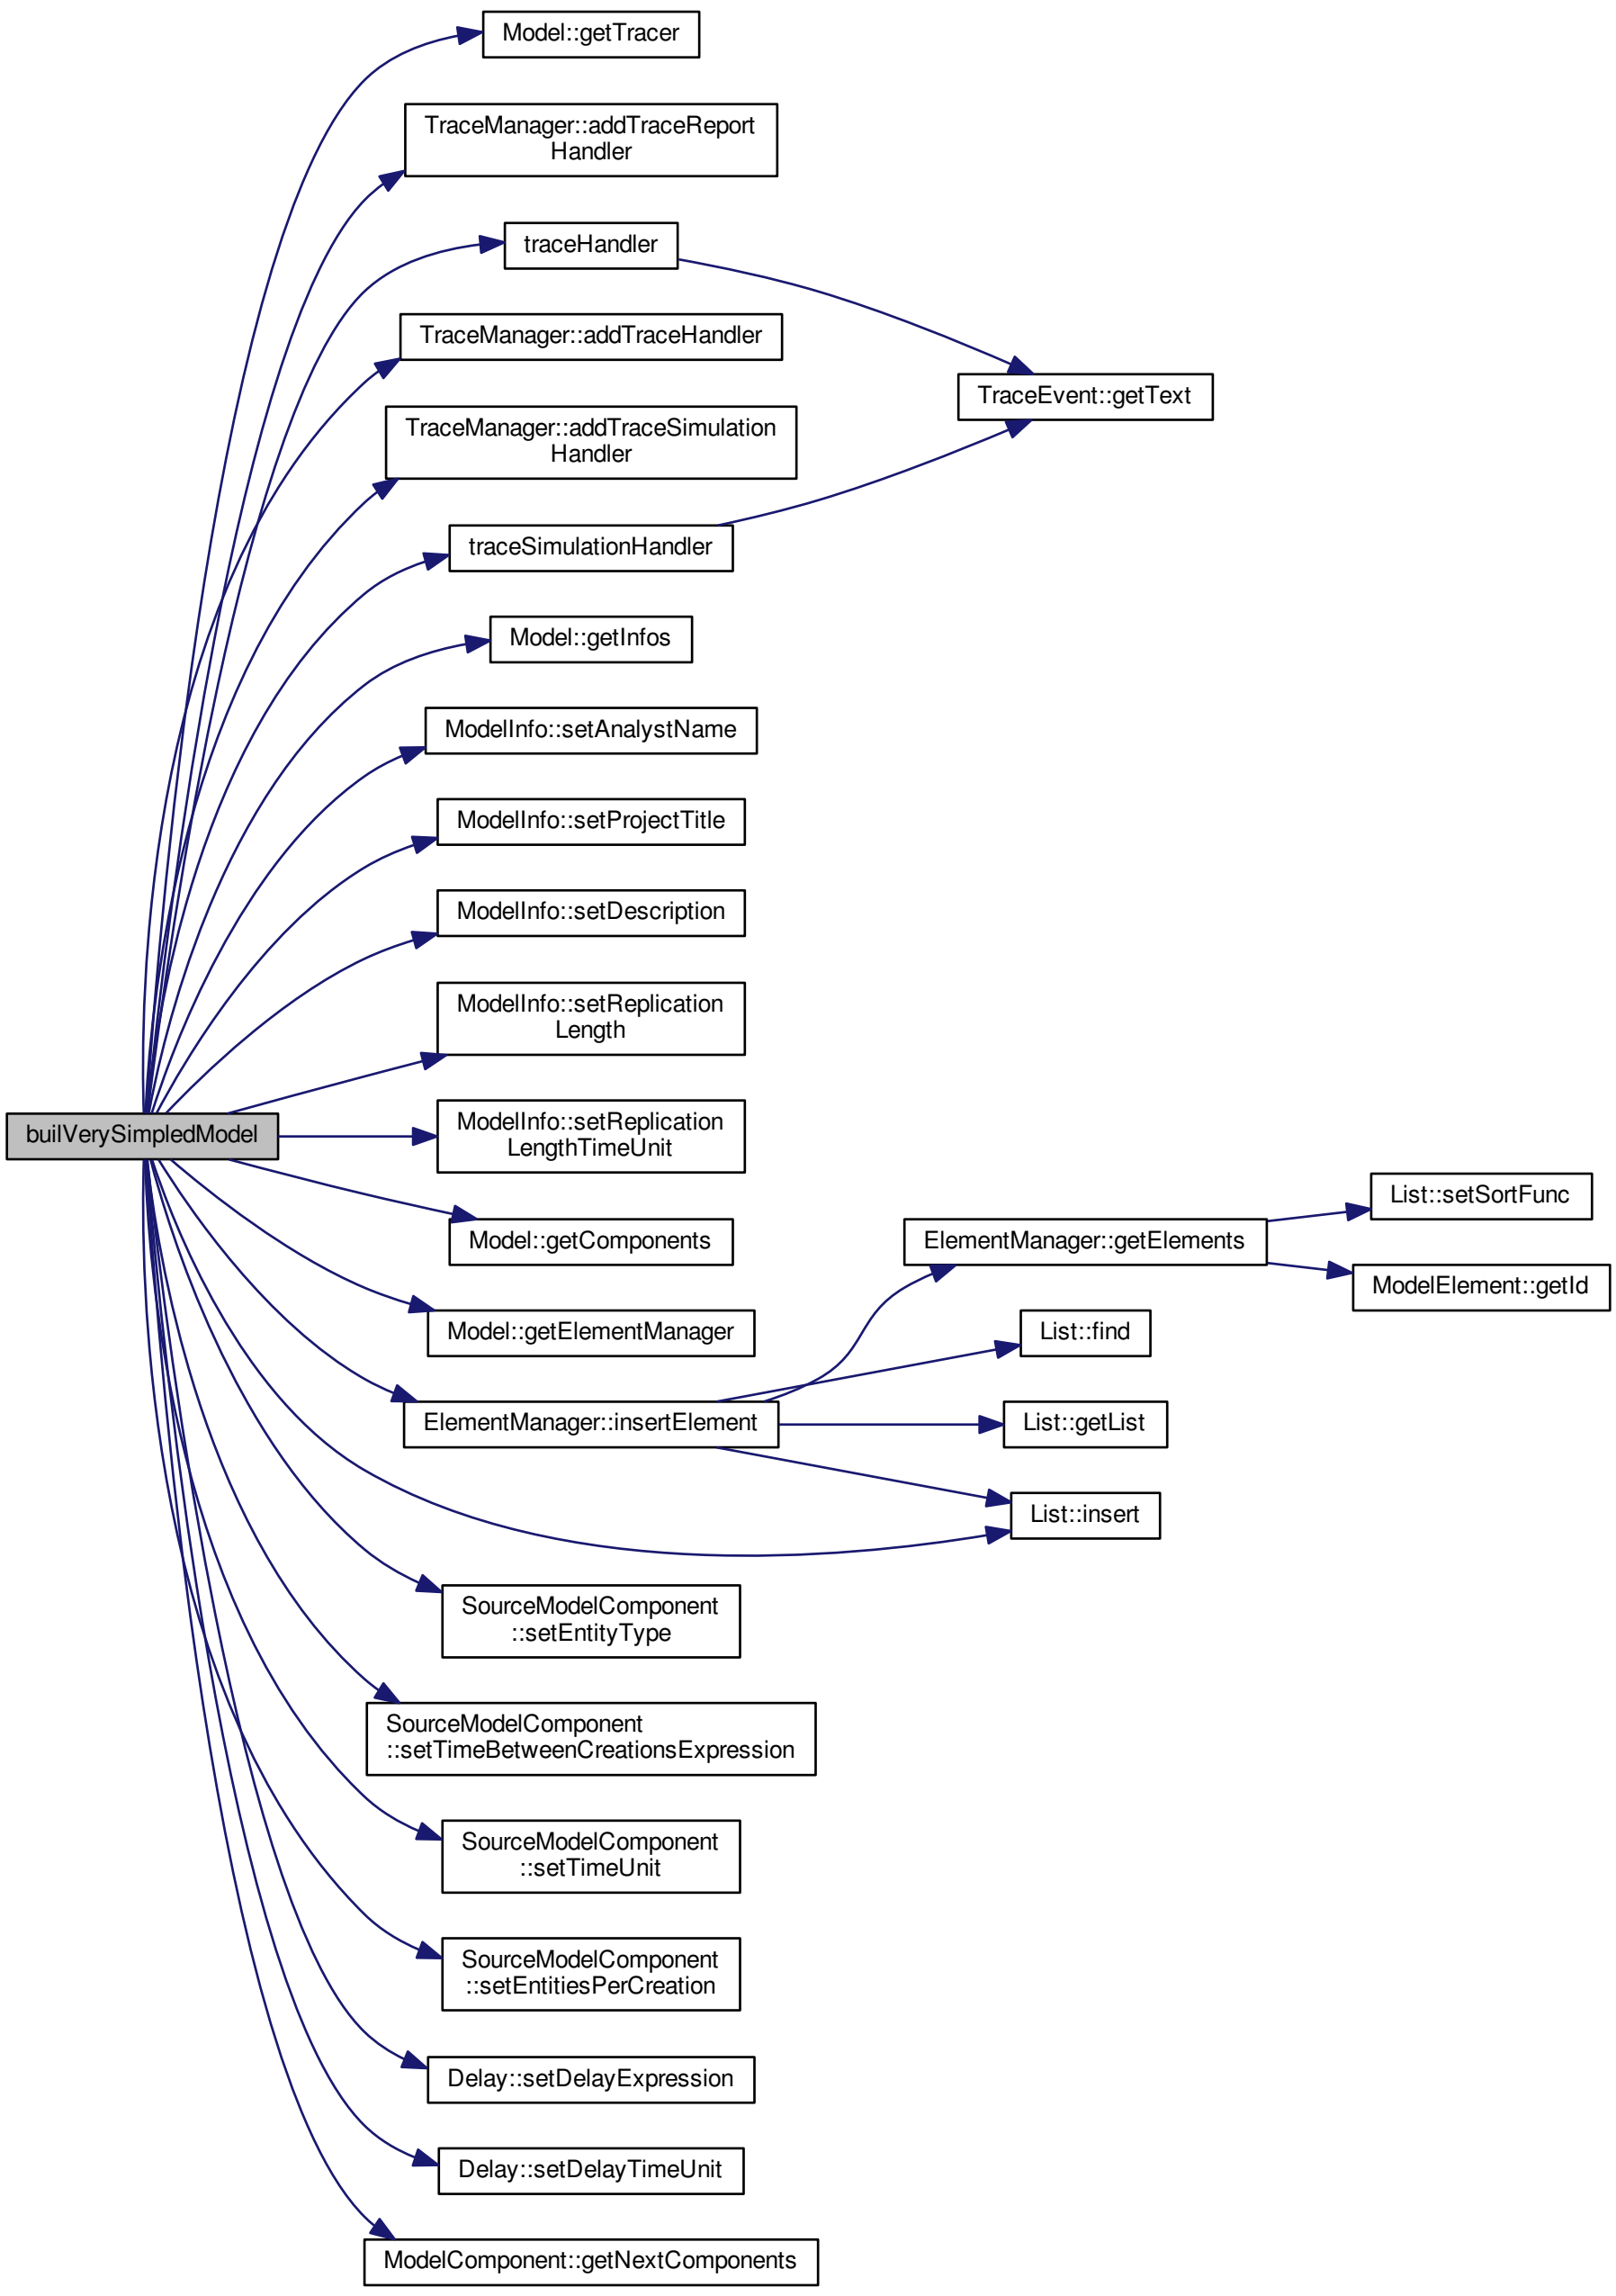 Model::getTracer
TraceManager::addTraceReport
Handler
traceHandler
TraceManager::addTraceHandler
TraceEvent::getText
TraceManager::addTraceSimulation
Handler
traceSimulationHandler
Model::getInfos
ModelInfo::setAnalystName
ModelInfo::setProjectTitle
ModelInfo::setDescription
ModelInfo::setReplication
Length
builVerySimpledModel
ModelInfo::setReplication
LengthTimeUnit
Model::getComponents
ElementManager::getElements
List::setSortFunc
ModelElement::getId
Model::getElementManager
List::find
ElementManager::insertElement
List::getList
List::insert
SourceModelComponent
::setEntityType
SourceModelComponent
::setTimeBetweenCreationsExpression
SourceModelComponent
::setTimeUnit
SourceModelComponent
::setEntitiesPerCreation
Delay::setDelayExpression
Delay::setDelayTimeUnit
ModelComponent::getNextComponents